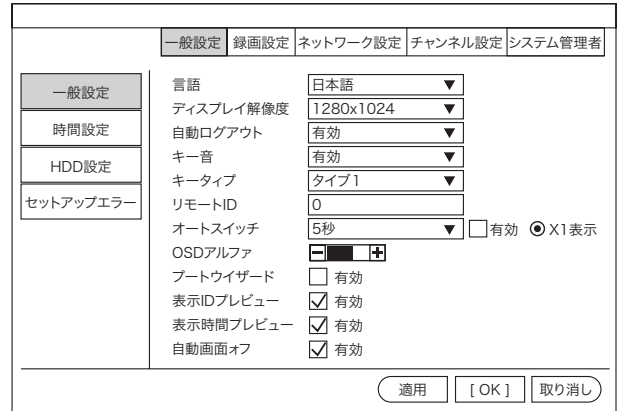 一般設定 録画設定 ネットワーク設定 チャンネル設定 システム管理者
一般設定
時間設定
HDD設定
セットアップエラー
言語 日本語
ディスプレイ解像度 1280x1024
自動ログアウト 有効
キー音 有効
キータイプ タイプ1
リモートID 0
オートスイッチ 5秒 有効 X1表示
OSDアルファ
ブートウイザード 有効
表示IDプレビュー 有効
表示時間プレビュー 有効
自動画面ォフ 有効
適用 [ OK ] 取り消し